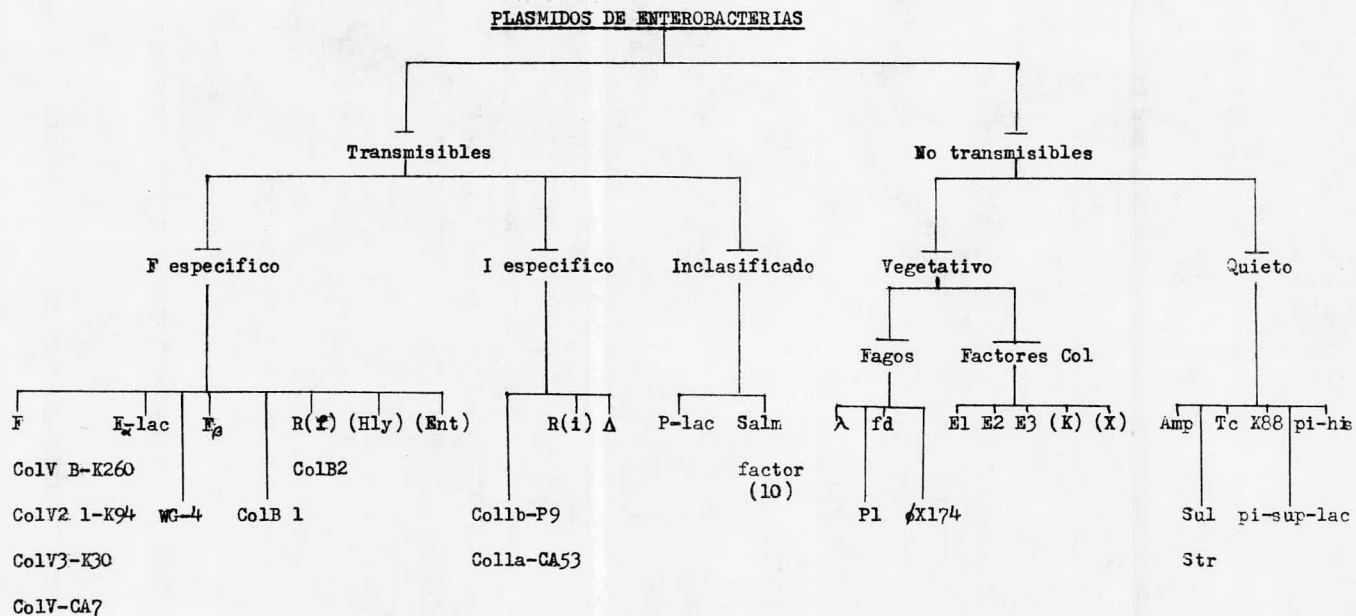 PLASMIDOS DE ENTEROBACTERIAS
Transmisibles No transmisibles
F especifico I especifico Inclasificado Vegetativo Quieto
Fagos Factores Col
F Fα-lac Fβ R(f) (Hly) (Ent) R(i) Δ P-lac Salm λ fd E1 E2 E3 (K) (X) Amp Tc K88 pi-his
ColV B-K260 ColB2 factor
(10)
ColV2 1-K94 WG-4 ColB 1 Collb-P9 Pl φX174 Sul pi-sup-lac
ColV3-K30 Colla-CA53 Str
ColV-CA7